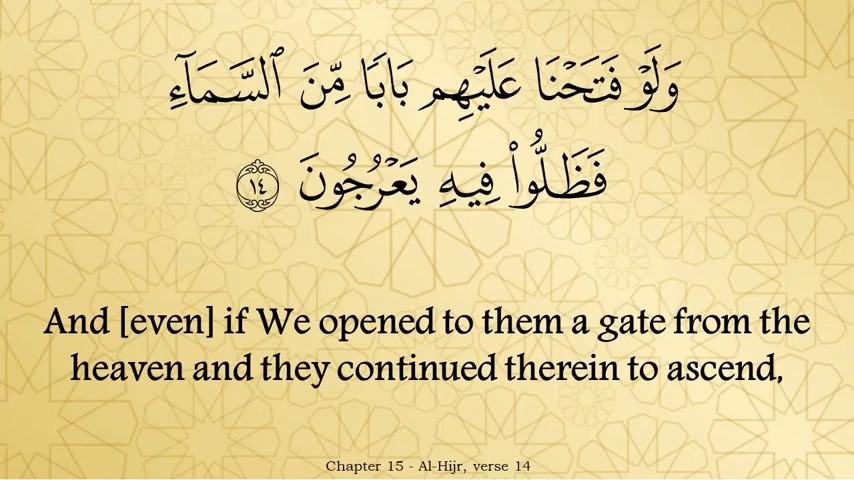 وَلَوْ فَتَحْنَا عَلَيْهِم بَابًا مِّنَ ٱلسَّمَآءِ
فَظَلُّوا۟ فِيهِ يَعْرُجُونَ ١٤
And [even] if We opened to them a gate from the
heaven and they continued therein to ascend,
Chapter 15 - Al-Hijr, verse 14